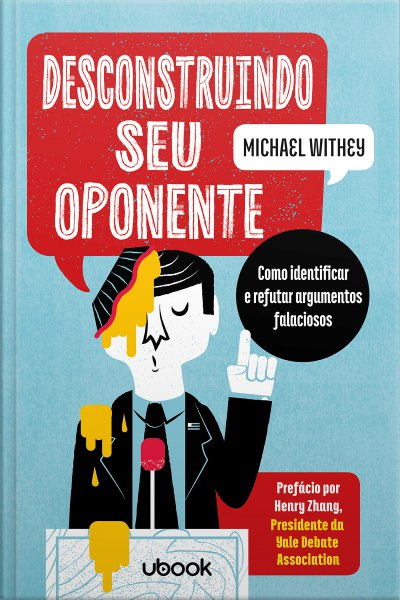 DESCONSTRUINDO
SEU
OPONENTE
MICHAEL WITHEY
Como identificar
e refutar argumentos
falaciosos
Prefácio por
Henry Zhang,
Presidente da
Yale Debate
Association
ubook